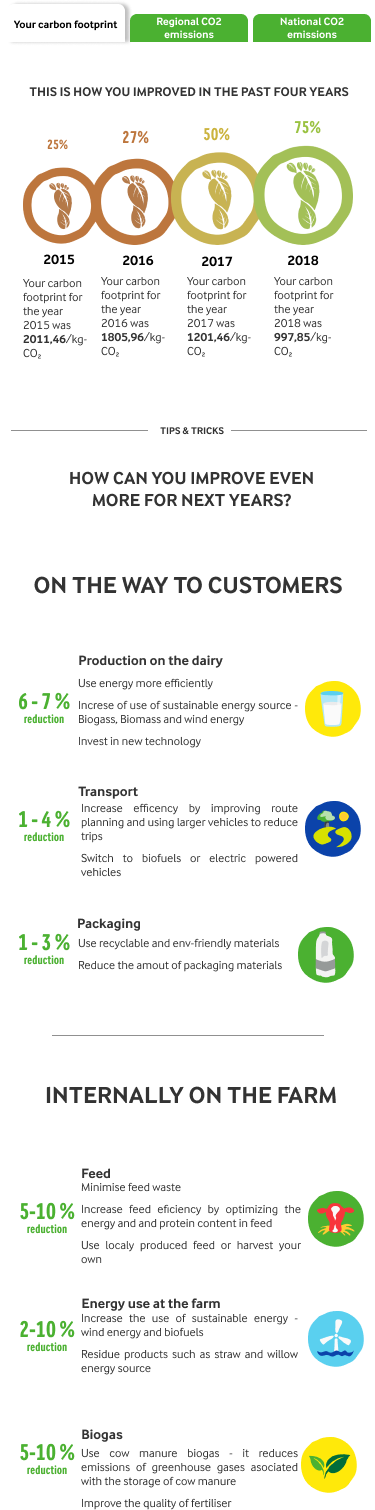 Your carbon footprint
Regional CO2
emissions
National CO2
emissions
THIS IS HOW YOU IMPROVED IN THE PAST FOUR YEARS
25%
27%
50%
75%
2015
2016
2017
2018
Your carbon
footprint for
the year
2015 was
2011,46/kg-
CO₂
Your carbon
footprint for
the year
2016 was
1805,96/kg-
CO₂
Your carbon
footprint for
the year
2017 was
1201,46/kg-
CO₂
Your carbon
footprint for
the year
2018 was
997,85/kg-
CO₂
TIPS & TRICKS
HOW CAN YOU IMPROVE EVEN
MORE FOR NEXT YEARS?
ON THE WAY TO CUSTOMERS
6 - 7 %
reduction
Production on the dairy
Use energy more efficiently
Increse of use of sustainable energy source -
Biogass, Biomass and wind energy
Invest in new technology
1 - 4 %
reduction
Transport
Increase efficency by improving route
planning and using larger vehicles to reduce
trips
Switch to biofuels or electric powered
vehicles
1 - 3 %
reduction
Packaging
Use recyclable and env-friendly materials
Reduce the amout of packaging materials
INTERNALLY ON THE FARM
5-10 %
reduction
Feed
Minimise feed waste
Increase feed eficiency by optimizing the
energy and and protein content in feed
Use localy produced feed or harvest your
own
2-10 %
reduction
Energy use at the farm
Increase the use of sustainable energy -
wind energy and biofuels
Residue products such as straw and willow
energy source
5-10 %
reduction
Biogas
Use cow manure biogas - it reduces
emissions of greenhouse gases asociated
with the storage of cow manure
Improve the quality of fertiliser